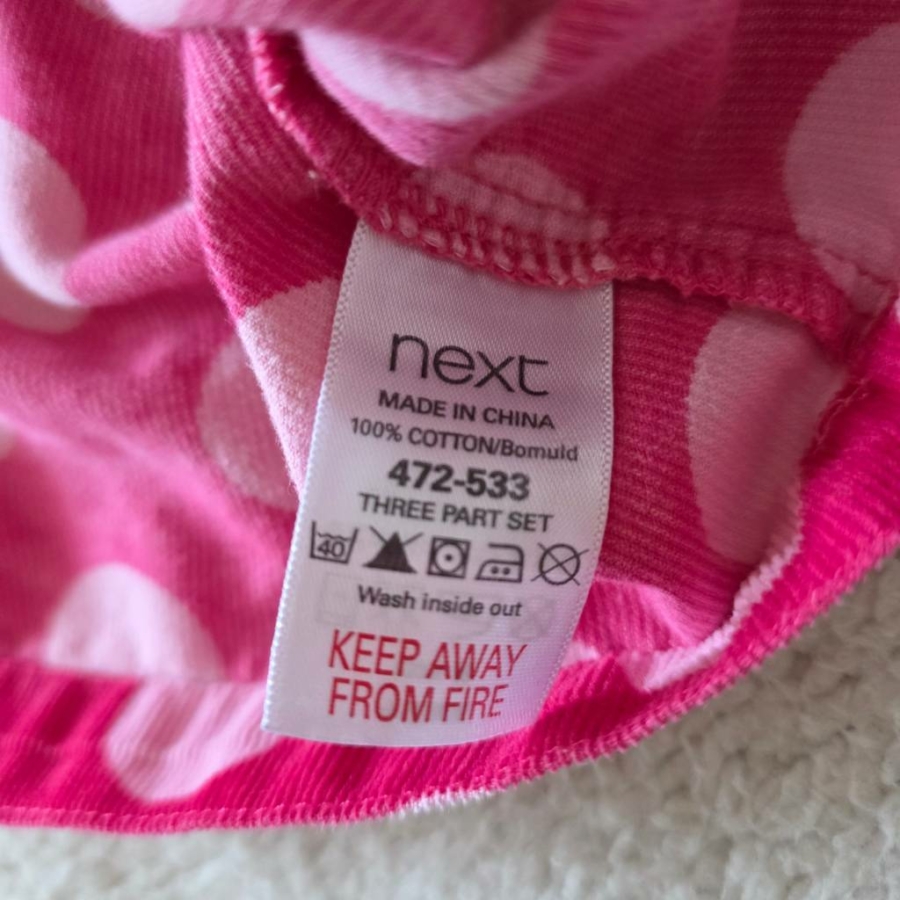 next
MADE IN CHINA
100% COTTON/Bomuld
472-533
THREE PART SET
40
Wash inside out
KEEP AWAY
FROM FIRE